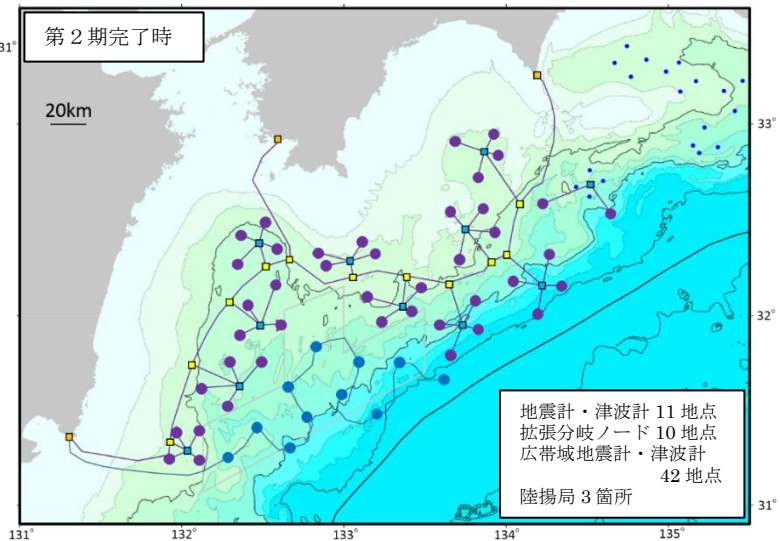 第２期完了時
31°
20km
33°
32°
地震計・津波計 11 地点
拡張分岐ノード 10 地点
広帯域地震計・津波計
42 地点
陸揚局 3 箇所
31°
131°
132°
133°
134°
135°